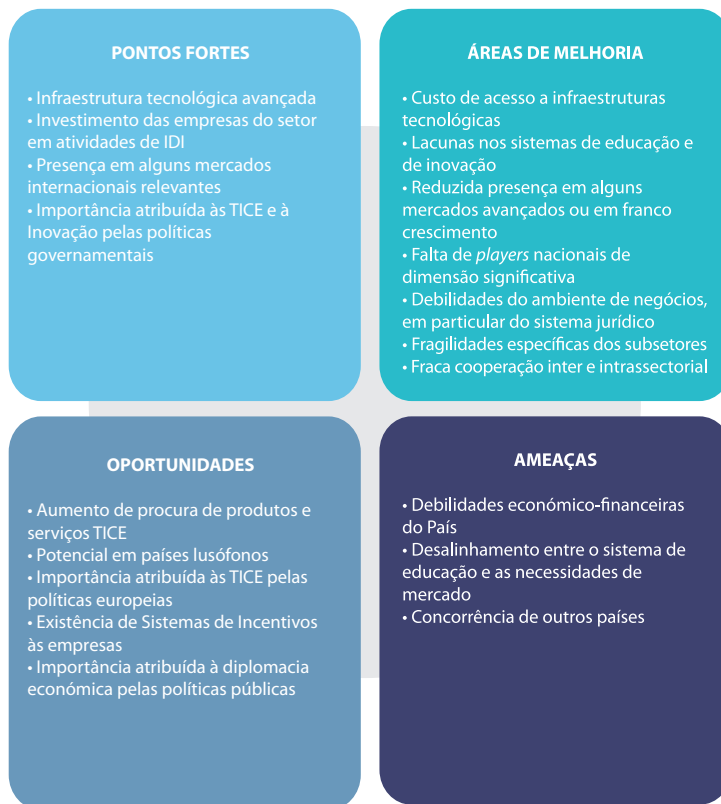 PONTOS FORTES
• Infraestrutura tecnológica avançada
• Investimento das empresas do setor
em atividades de IDI
• Presença em alguns mercados
internacionais relevantes
• Importância atribuída às TICE e à
Inovação pelas políticas
governamentais
ÁREAS DE MELHORIA
• Custo de acesso a infraestruturas
tecnológicas
• Lacunas nos sistemas de educação e
de inovação
• Reduzida presença em alguns
mercados avançados ou em franco
crescimento
• Falta de players nacionais de
dimensão significativa
• Debilidades do ambiente de negócios,
em particular do sistema jurídico
• Fragilidades específicas dos subsetores
• Fraca cooperação inter e intrassectorial
OPORTUNIDADES
• Aumento de procura de produtos e
serviços TICE
• Potencial em países lusófonos
• Importância atribuída às TICE pelas
políticas europeias
• Existência de Sistemas de Incentivos
às empresas
• Importância atribuída à diplomacia
económica pelas políticas públicas
AMEAÇAS
• Debilidades económico-financeiras
do País
• Desalinhamento entre o sistema de
educação e as necessidades de
mercado
• Concorrência de outros países